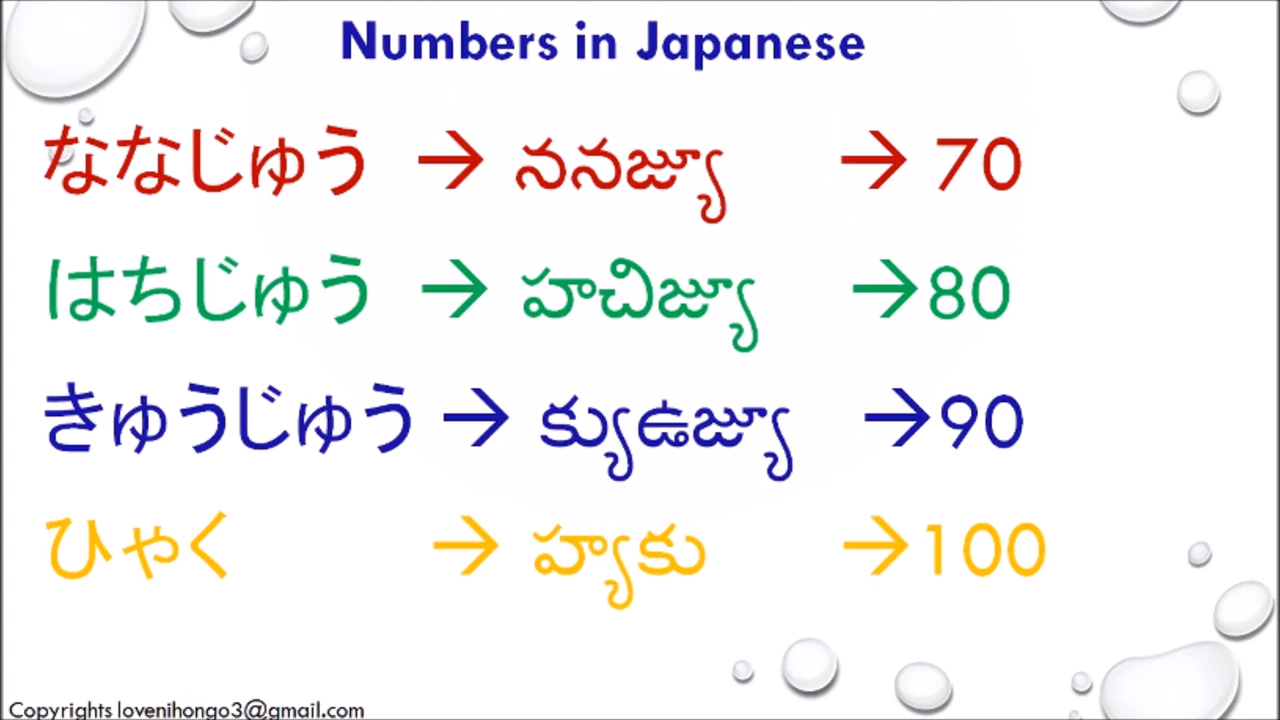 Numbers in Japanese
ななじゅう → ననజ్యూ → 70
はちじゅう → హచిజ్యూ → 80
きゅうじゅう → క్యుఉజ్యూ → 90
ひゃく → హ్యకు → 100
Copyrights lovenihongo3@gmail.com